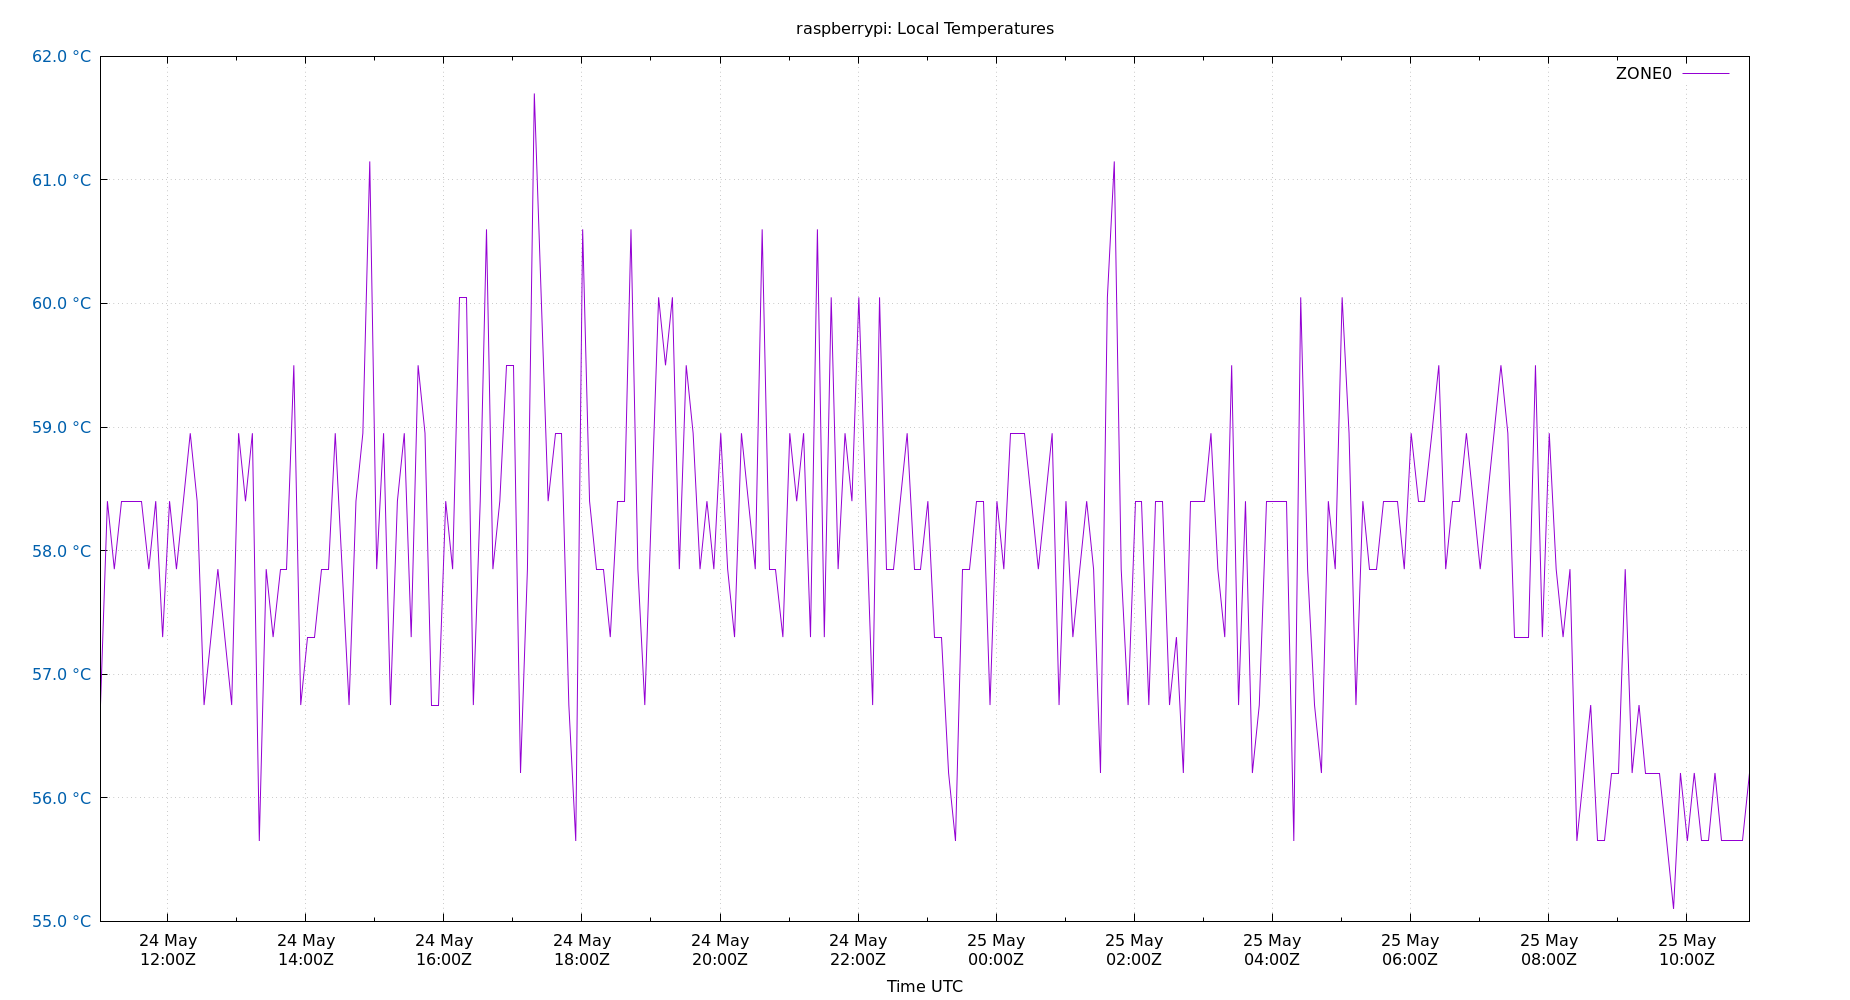 raspberrypi: Local Temperatures
62.0 °C
ZONE0
61.0 °C
60.0 °C
59.0 °C
58.0 °C
57.0 °C
56.0 °C
55.0 °C
24 May 24 May 24 May 24 May 24 May 24 May 25 May 25 May 25 May 25 May 25 May 25 May
12:00Z 14:00Z 16:00Z 18:00Z 20:00Z 22:00Z 00:00Z 02:00Z 04:00Z 06:00Z 08:00Z 10:00Z
Time UTC